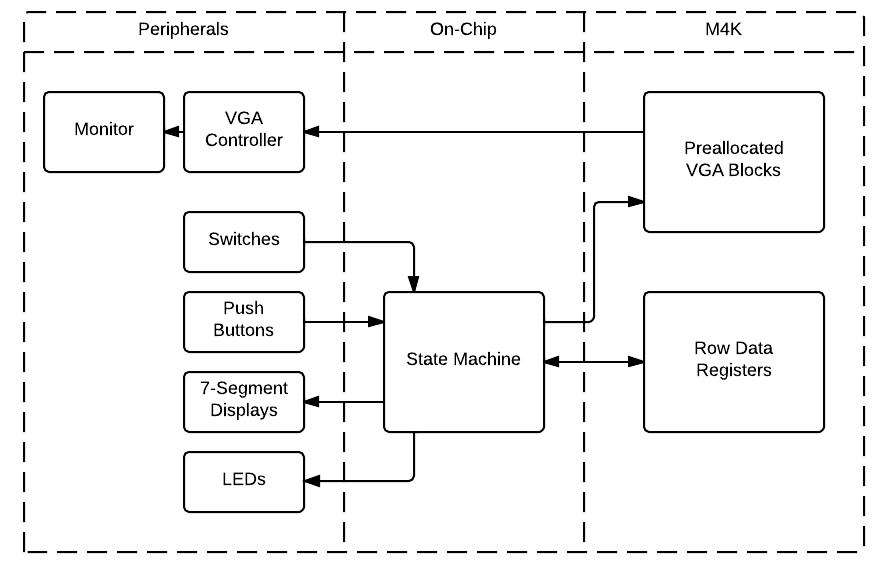 Peripherals
On-Chip
M4K
Monitor
VGA
Controller
Preallocated
VGA Blocks
Switches
Push
Buttons
State Machine
Row Data
Registers
7-Segment
Displays
LEDs